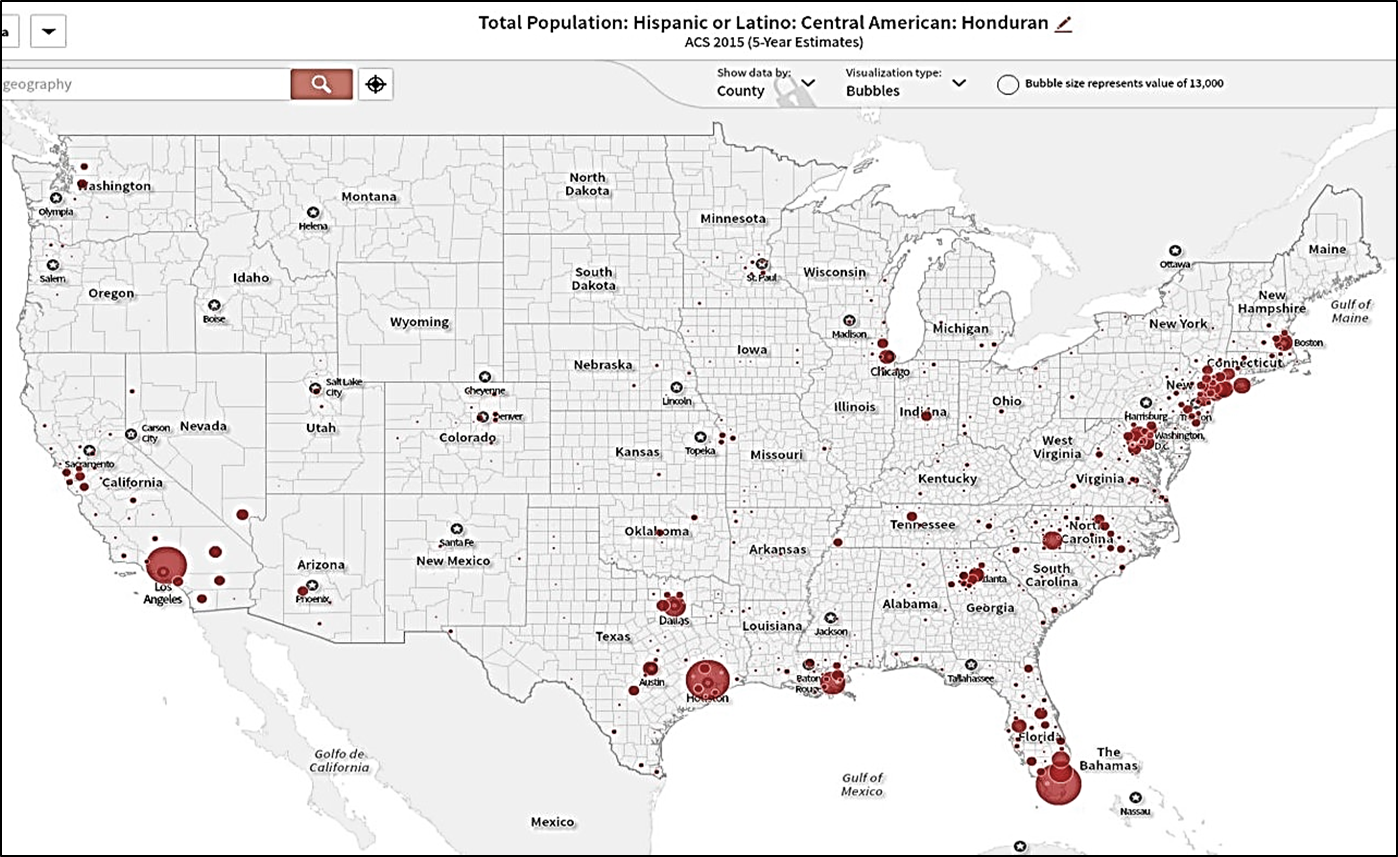 a
Total Population: Hispanic or Latino: Central American: Honduran
ACS 2015 (5-Year Estimates)
geography
Show data by:
County
Visualization type:
Bubbles
Bubble size represents value of 13,000
Washington
Olympia
Montana
Helena
North
Dakota
Minnesota
St. Paul
Wisconsin
Madison
Michigan
Ottawa
Maine
Gulf of
Maine
New
Hampshire
New York
Boston
Connecticut
Salem
Oregon
Idaho
Boise
South
Dakota
Wyoming
Iowa
Nebraska
Lincoln
Chicago
Illinois
Indiana
Ohio
New
Harrisburg
Washington,
D.C.
West
Virginia
Virginia
Salt Lake
City
Utah
Cheyenne
Denver
Colorado
Carson
City
Nevada
Sacramento
California
Kansas
Topeka
Missouri
Kentucky
Tennessee
North
Carolina
South
Carolina
Los
Angeles
Arizona
Phoenix
Santa Fe
New Mexico
Oklahoma
Arkansas
Atlanta
Alabama
Georgia
Dallas
Texas
Louisiana
Jackson
Austin
Houston
Baton
Rouge
Tallahassee
Florida
The
Bahamas
Nassau
Golfo de
California
Mexico
Gulf of
Mexico